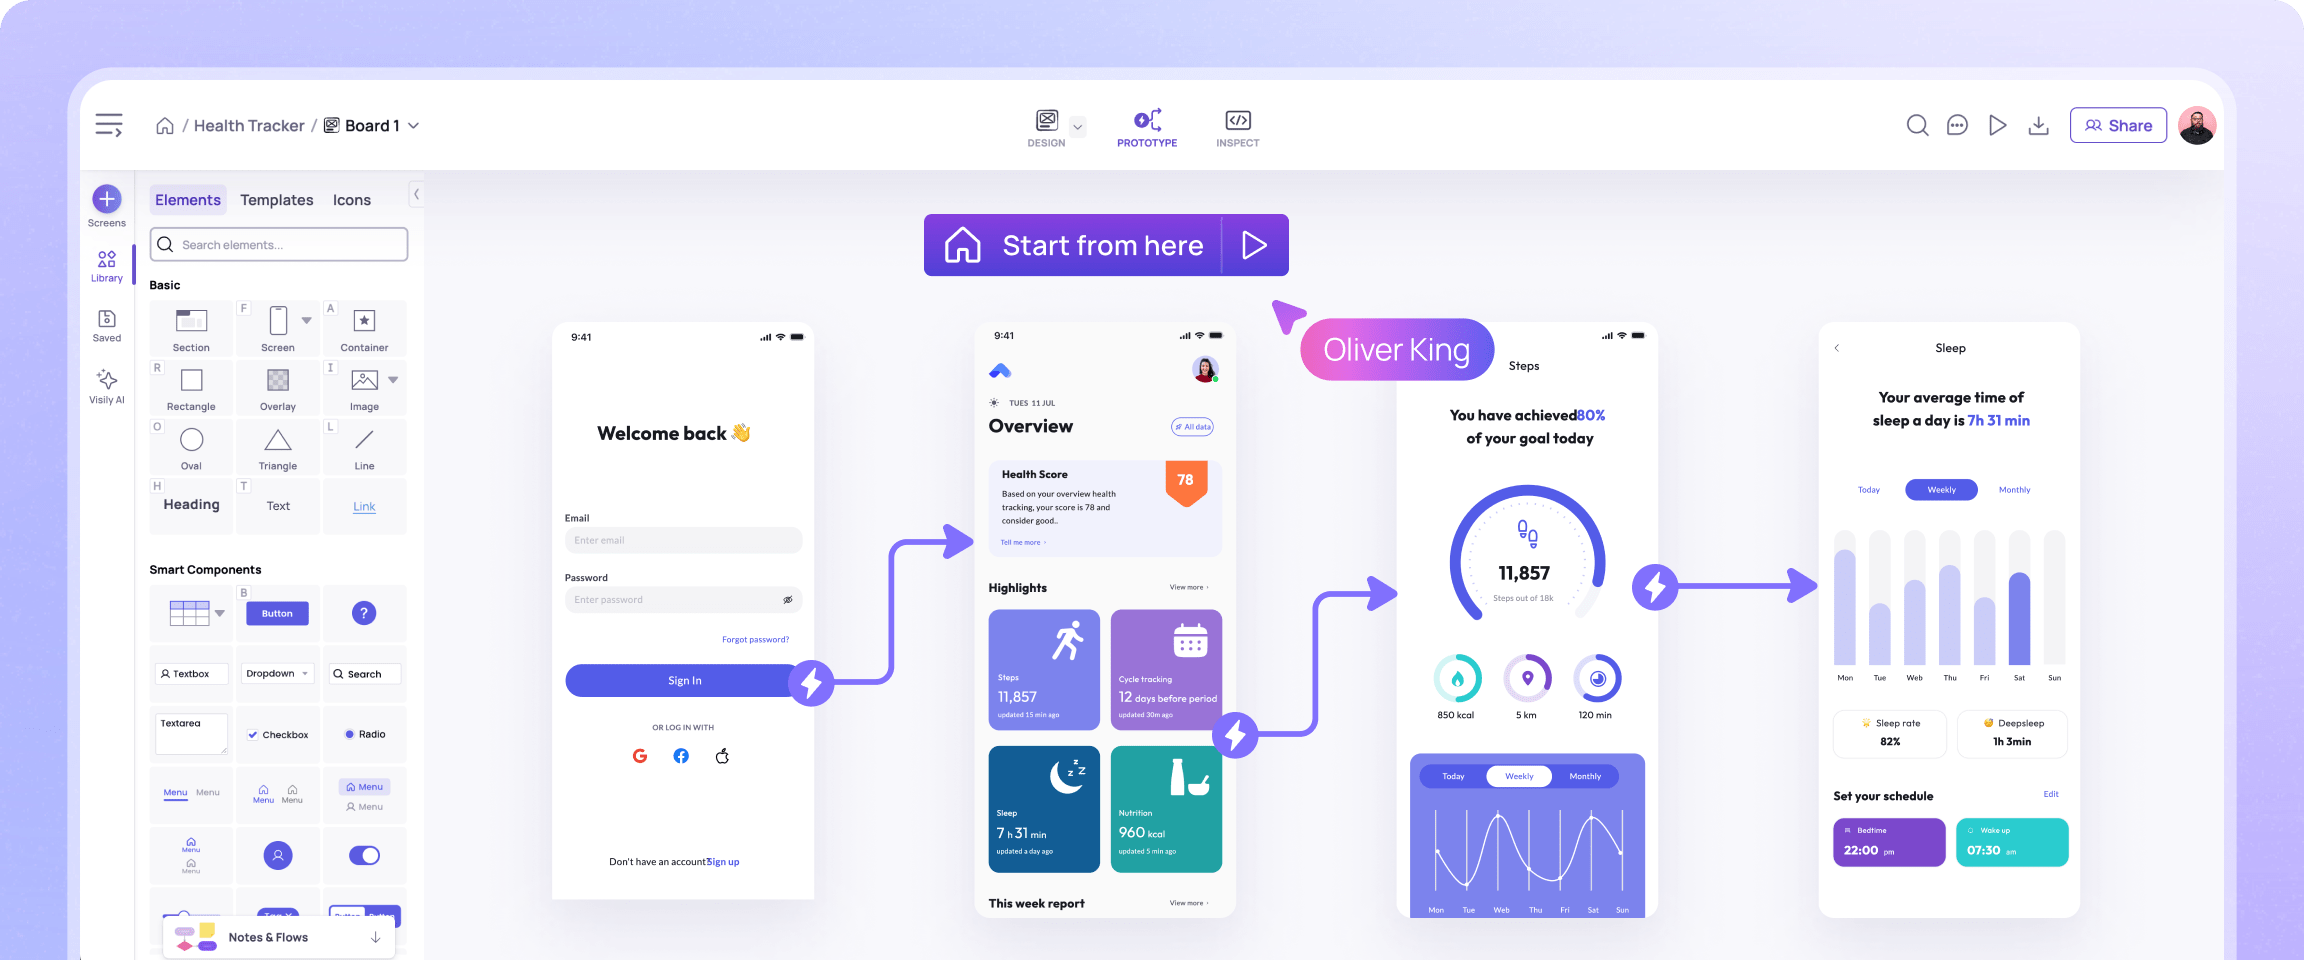 / Health Tracker / Board 1
DESIGN
PROTOTYPE
INSPECT
Share
Screens
Library
Saved
Visily AI
Elements Templates Icons
Search elements...
Basic
Section
F
Screen
A
Container
R
Rectangle
Overlay
I
Image
O
Oval
Triangle
L
Line
H
Heading
T
Text
Link
Smart Components
B
Button
?
Textbox
Dropdown
Search
Textarea
Checkbox
Radio
Menu Menu
Menu Menu
Menu
Menu
Menu
Menu
Notes & Flows
Start from here
Oliver King
9:41
Welcome back 👋
Email
Enter email
Password
Enter password
Forgot password?
Sign In
OR LOG IN WITH
Don't have an account? Sign up
9:41
TUES 11 JUL
Overview
All data
Health Score
78
Based on your overview health
tracking, your score is 78 and
consider good..
Tell me more ›
Highlights
View more ›
Steps
11,857
updated 15 min ago
Cycle tracking
12 days before period
updated 30m ago
Sleep
7 h 31 min
updated a day ago
Nutrition
960 kcal
updated 5 min ago
This week report
View more ›
Steps
You have achieved80%
of your goal today
11,857
Steps out of 18k
850 kcal
5 km
120 min
Today Weekly Monthly
Mon Tue Web Thu Fri Sat Sun
Sleep
Your average time of
sleep a day is 7h 31 min
Today Weekly Monthly
Mon Tue Web Thu Fri Sat Sun
Sleep rate
82%
Deepsleep
1h 3min
Set your schedule
Edit
Bedtime
22:00 pm
Wake up
07:30 am